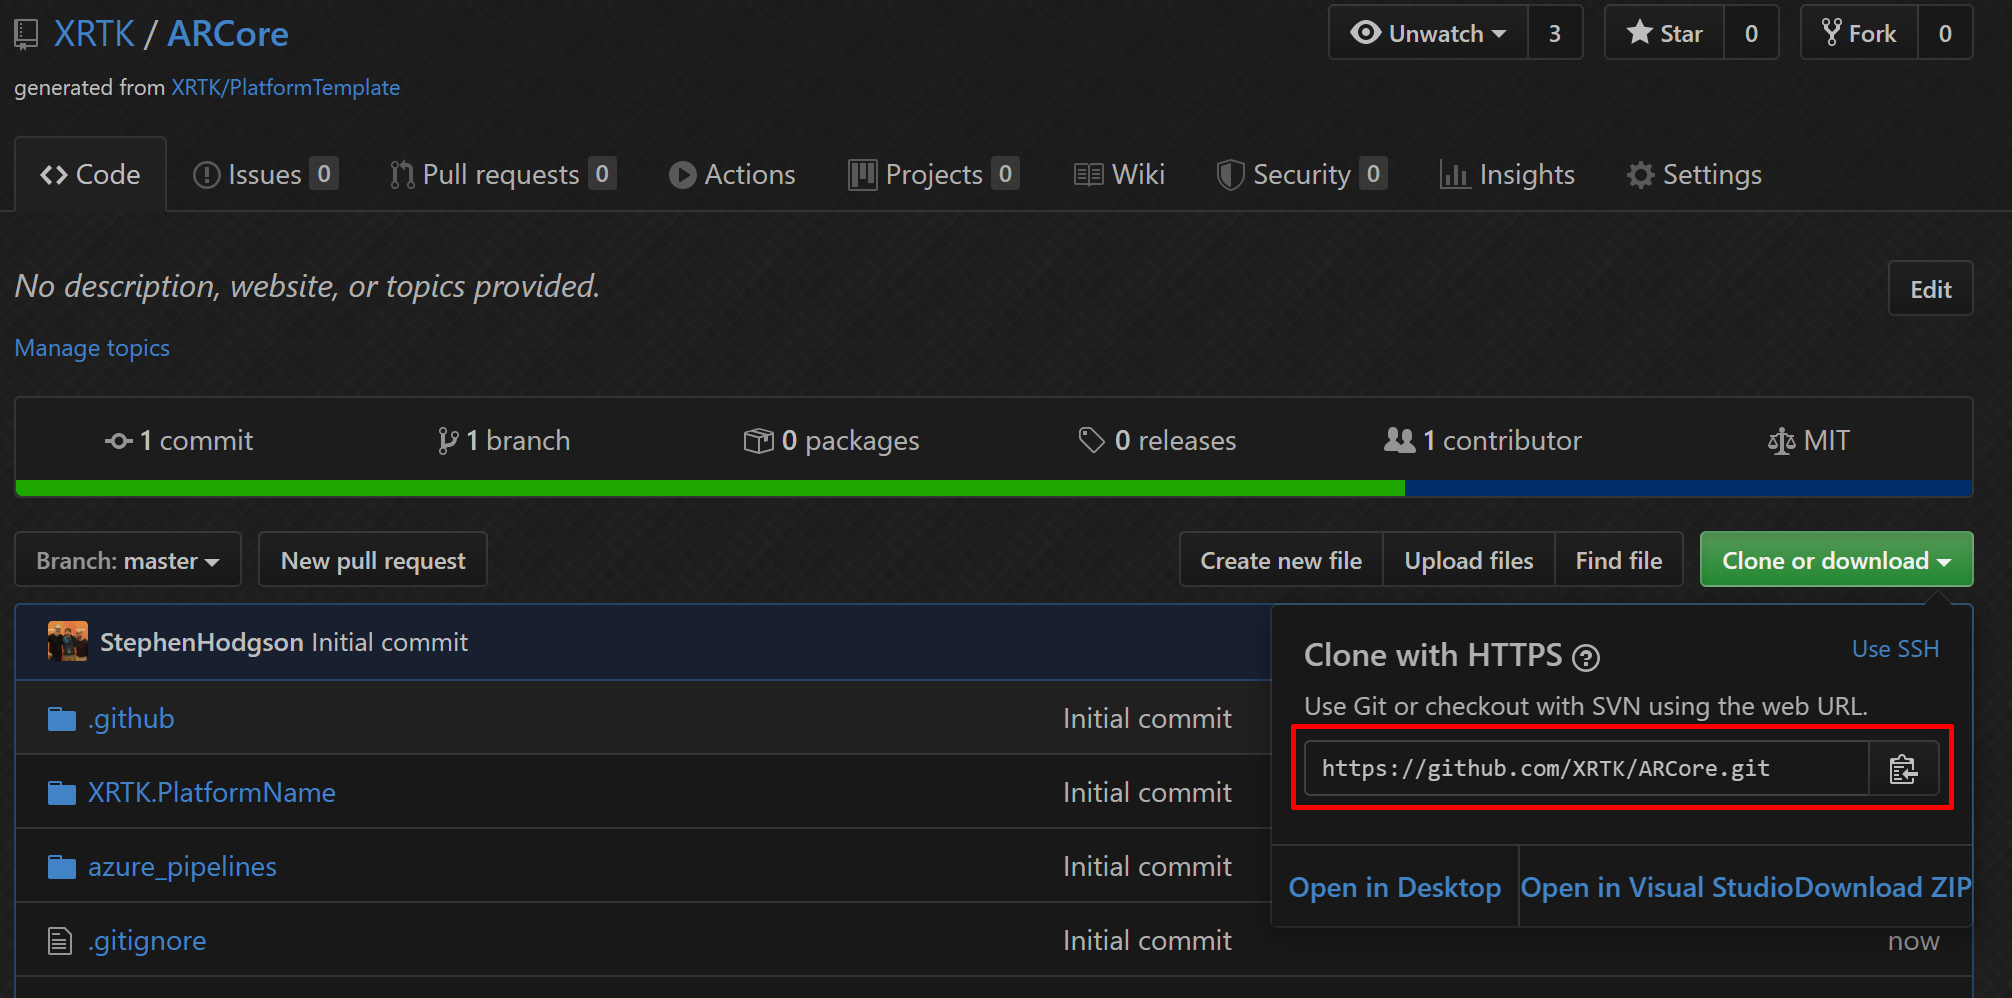 XRTK / ARCore
Unwatch 3 Star 0 Fork 0
generated from XRTK/PlatformTemplate
Code Issues 0 Pull requests 0 Actions Projects 0 Wiki Security 0 Insights Settings
No description, website, or topics provided.
Edit
Manage topics
1 commit 1 branch 0 packages 0 releases 1 contributor MIT
Branch: master New pull request Create new file Upload files Find file Clone or download
StephenHodgson Initial commit
.github Initial commit
XRTK.PlatformName Initial commit
azure_pipelines Initial commit
.gitignore Initial commit now
Clone with HTTPS ? Use SSH
Use Git or checkout with SVN using the web URL.
https://github.com/XRTK/ARCore.git
Open in Desktop Open in Visual Studio Download ZIP